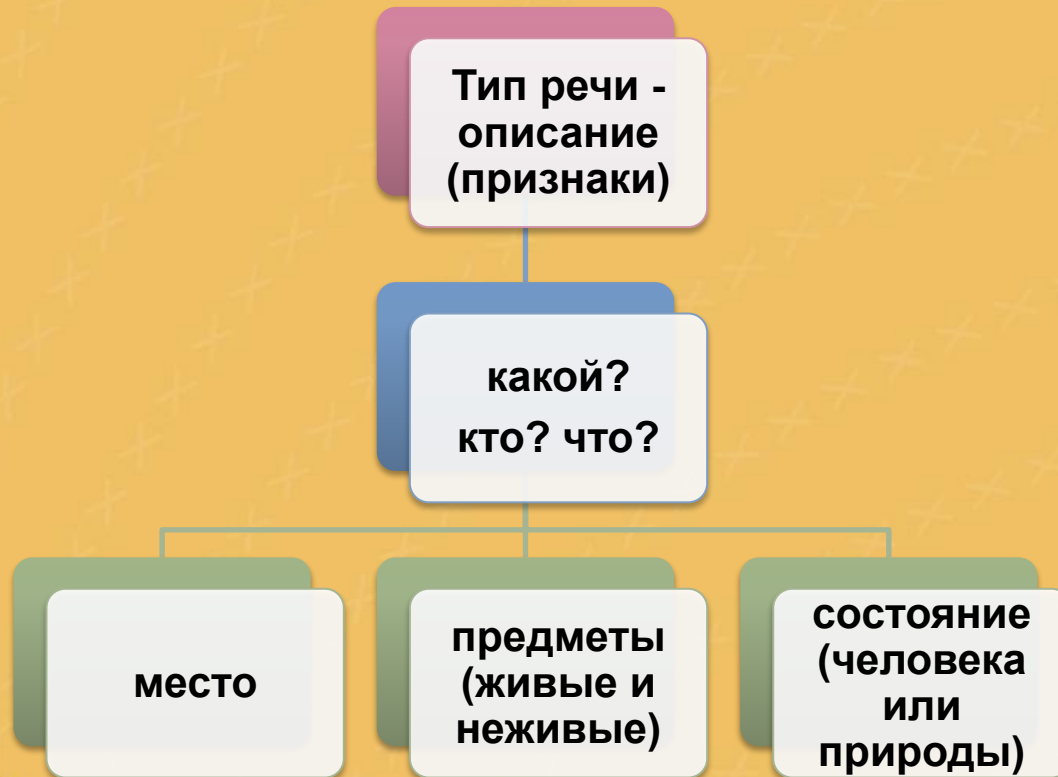 Тип речи -
описание
(признаки)
какой?
кто? что?
место
предметы
(живые и
неживые)
состояние
(человека
или
природы)